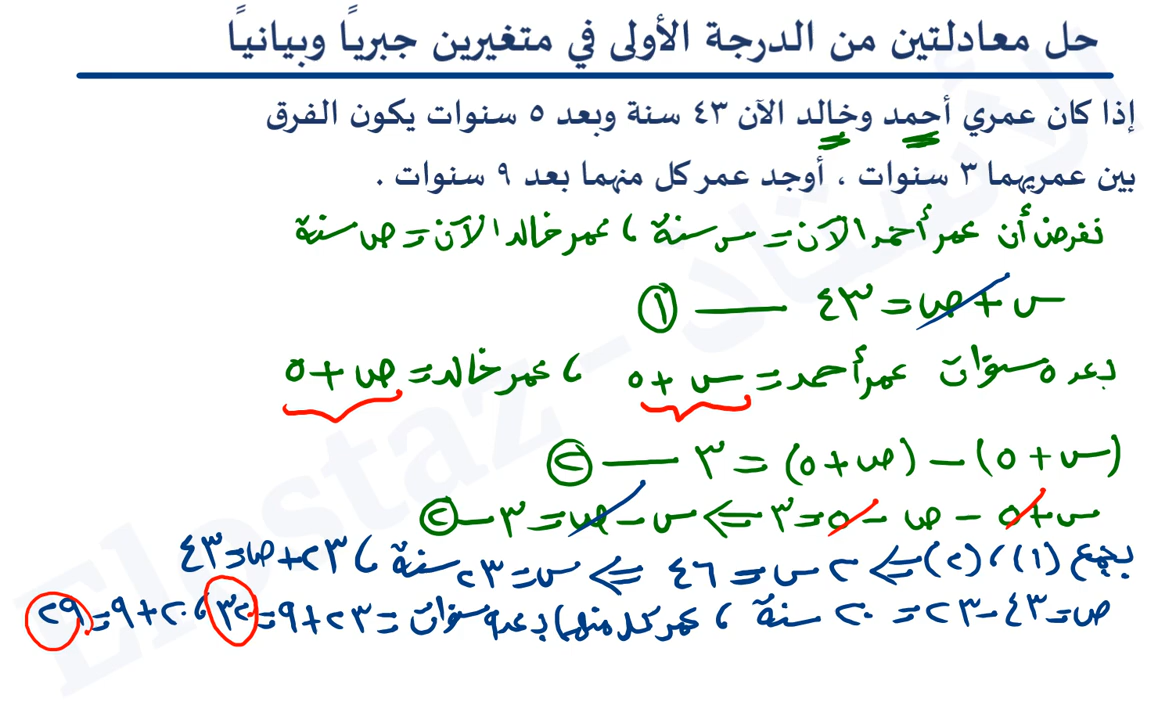 حل معادلتين من الدرجة الأولى في متغيرين جبرياً وبيانياً
إذا كان عمري أحمد وخالد الآن ٤٣ سنة وبعد ٥ سنوات يكون الفرق
بين عمريهما ٣ سنوات ، أوجد عمر كل منهما بعد ٩ سنوات .
نفرض أن عمر أحمد الآن = س سنة ، عمر خالد الآن = ص سنة
س + ص = ٤٣ — ①
بعد ٥ سنوات عمر أحمد = س + ٥ ، عمر خالد = ص + ٥
(س + ٥) − (ص + ٥) = ٣ — ②
س + ٥ − ص − ٥ = ٣ ⇐ س − ص = ٣ — ②
بجمع (١) ، (٢) ⇐ ٢ س = ٤٦ ⇐ س = ٢٣ سنة ، ٢٣ + ص = ٤٣
ص = ٤٣ − ٢٣ = ٢٠ سنة ، عمر كل منهما بعد ٩ سنوات = ٢٣ + ٩ = ٣٢ ، ٢٠ + ٩ = ٢٩
Elostaz - الأستاذ